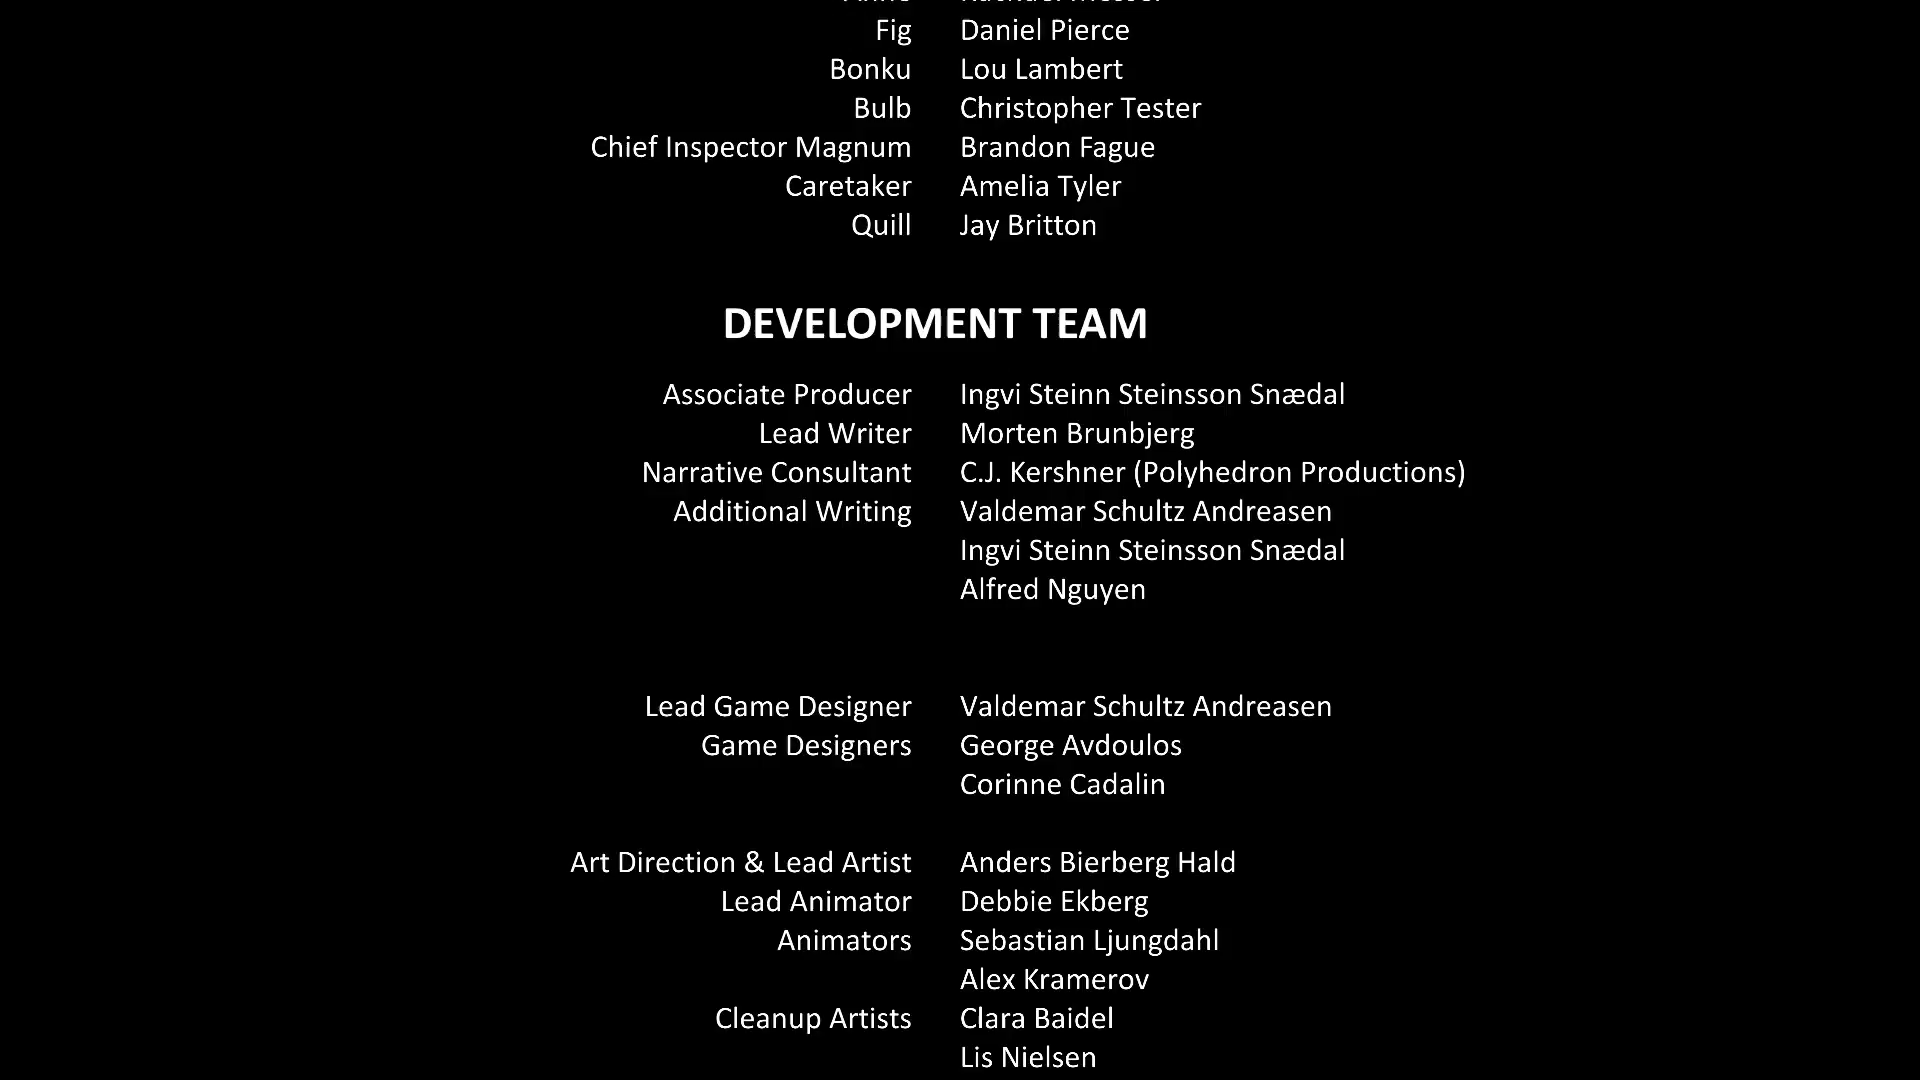 Fig Daniel Pierce
Bonku Lou Lambert
Bulb Christopher Tester
Chief Inspector Magnum Brandon Fague
Caretaker Amelia Tyler
Quill Jay Britton
DEVELOPMENT TEAM
Associate Producer Ingvi Steinn Steinsson Snædal
Lead Writer Morten Brunbjerg
Narrative Consultant C.J. Kershner (Polyhedron Productions)
Additional Writing Valdemar Schultz Andreasen
Ingvi Steinn Steinsson Snædal
Alfred Nguyen
Lead Game Designer Valdemar Schultz Andreasen
Game Designers George Avdoulos
Corinne Cadalin
Art Direction & Lead Artist Anders Bierberg Hald
Lead Animator Debbie Ekberg
Animators Sebastian Ljungdahl
Alex Kramerov
Cleanup Artists Clara Baidel
Lis Nielsen